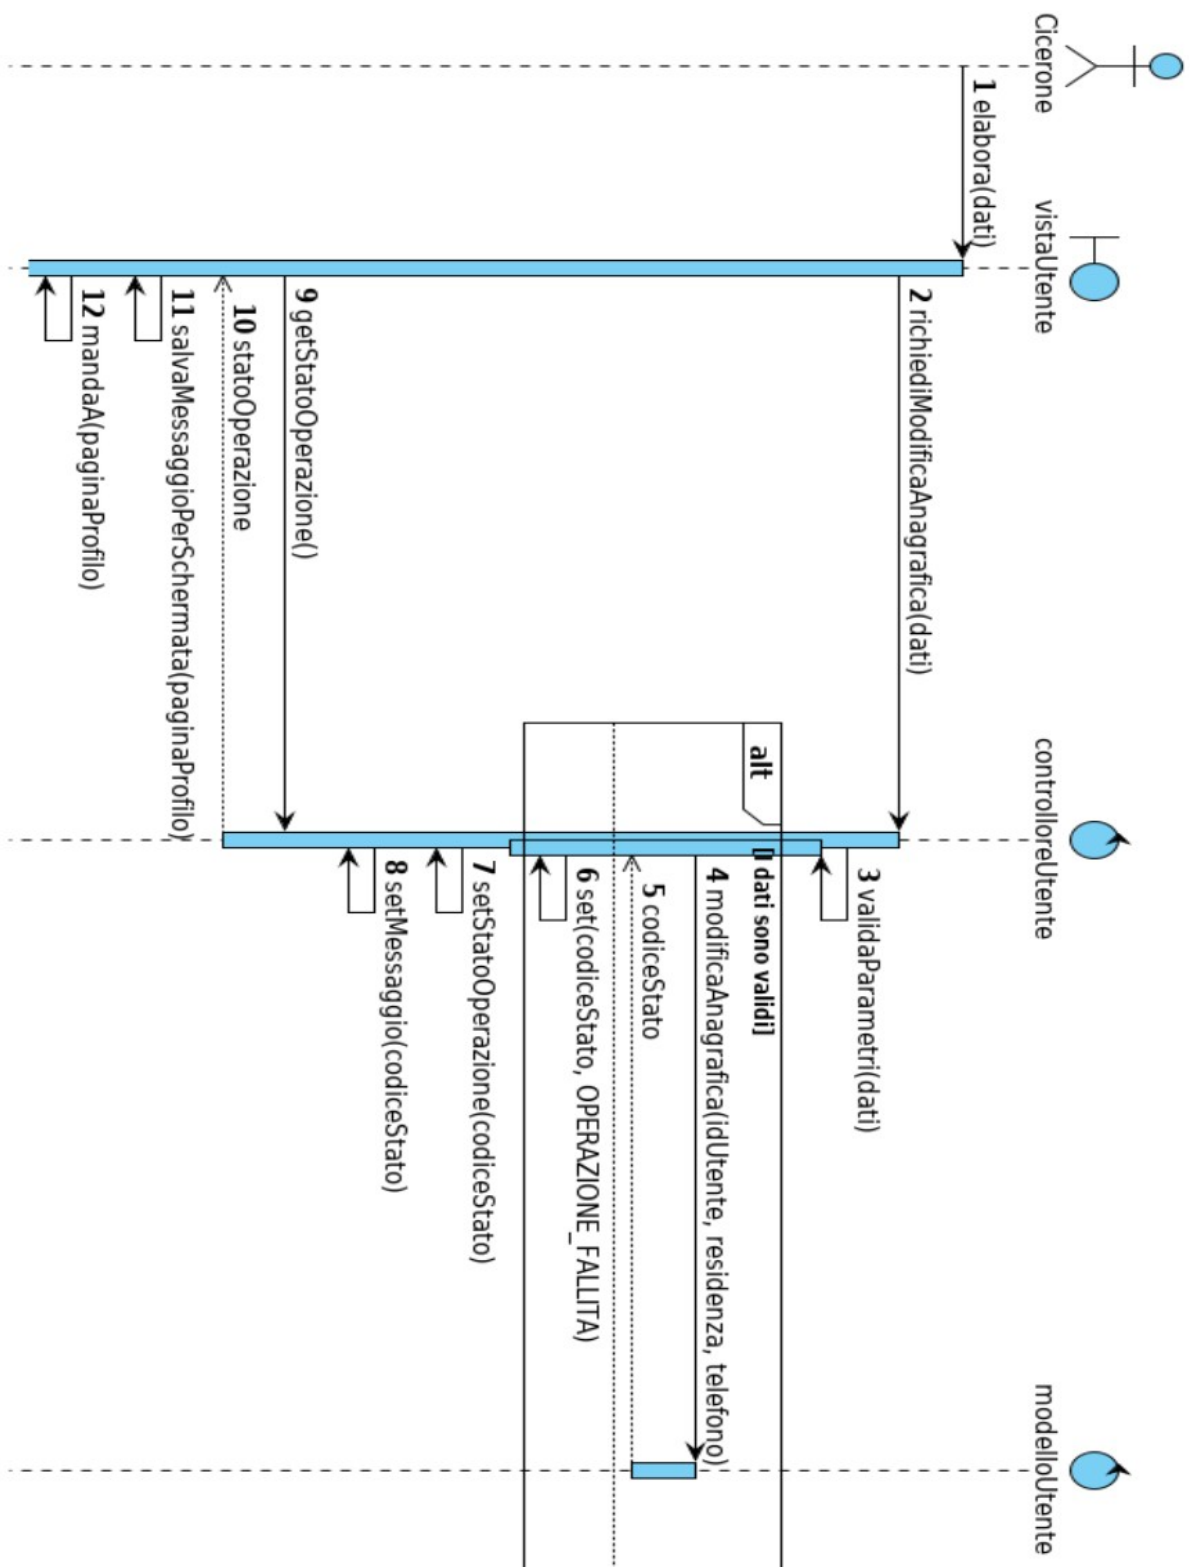 Cicerone
vistaUtente
controlloreUtente
modelloUtente
1 elabora(dati)
2 richiediModificaAnagrafica(dati)
3 validaParametri(dati)
alt
[I dati sono validi]
4 modificaAnagrafica(idUtente, residenza, telefono)
5 codiceStato
6 set(codiceStato, OPERAZIONE_FALLITA)
7 setStatoOperazione(codiceStato)
8 setMessaggio(codiceStato)
9 getStatoOperazione()
10 statoOperazione
11 salvaMessaggioPerSchermata(paginaProfilo)
12 mandaA(paginaProfilo)